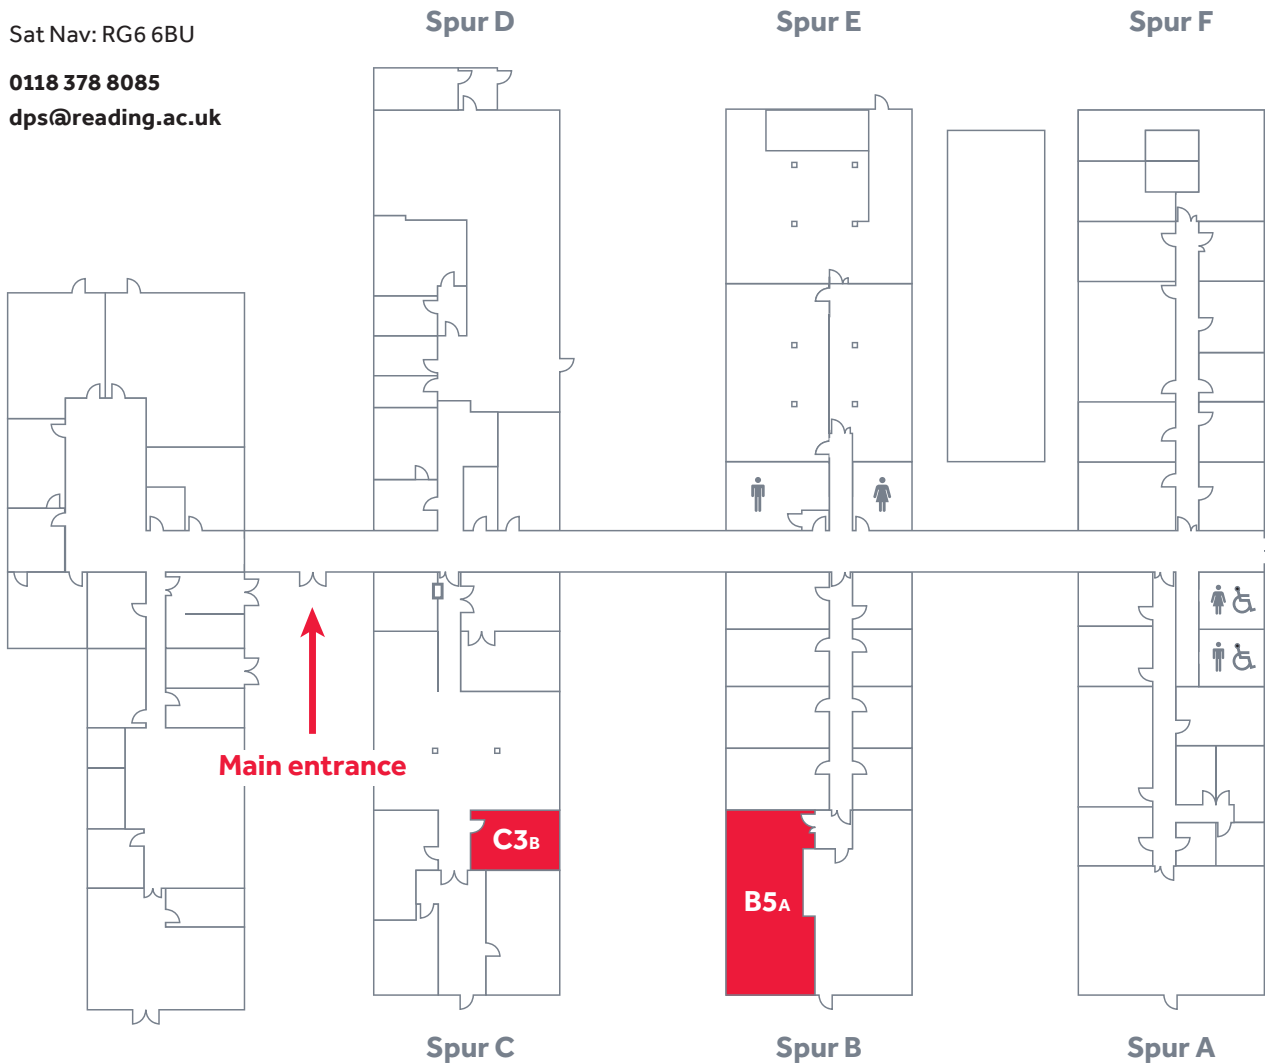 Sat Nav: RG6 6BU
0118 378 8085
dps@reading.ac.uk
Spur D
Spur E
Spur F
Main entrance
C3B
B5A
Spur C
Spur B
Spur A